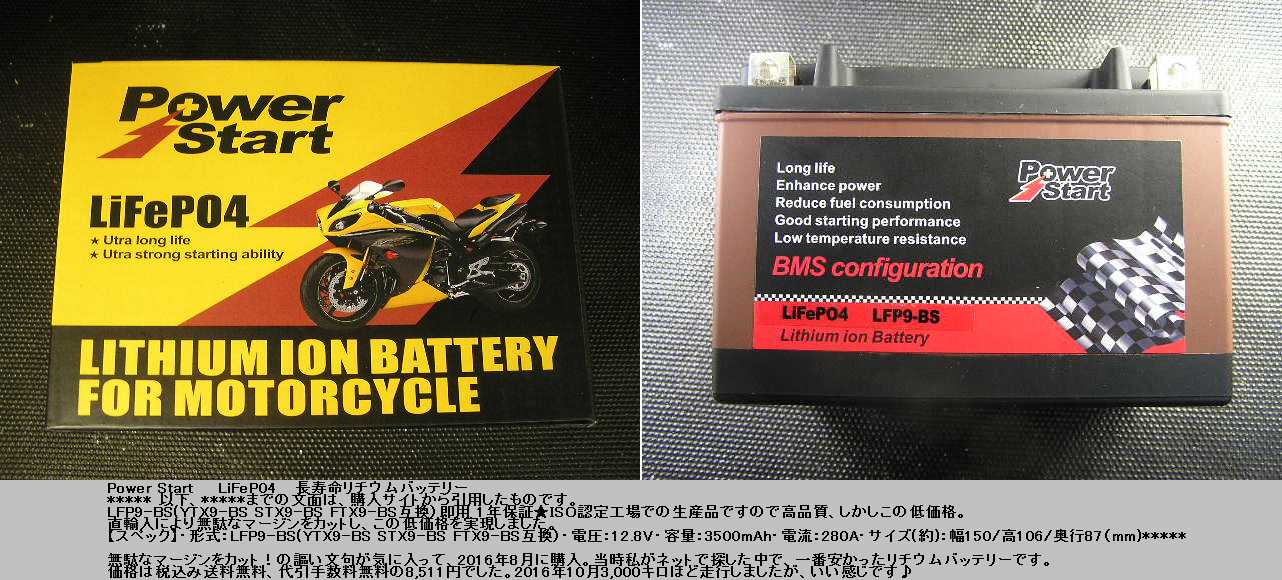 Power
Start
LiFePO4
★ Utra long life
★ Utra strong starting ability
LITHIUM ION BATTERY
FOR MOTORCYCLE
Long life
Enhance power
Reduce fuel consumption
Good starting performance
Low temperature resistance
BMS configuration
Power
Start
LiFePO4 LFP9-BS
Lithium ion Battery
Power Start LiFePO4 長寿命リチウムバッテリー
***** 以下、*****までの文面は、購入サイトから引用したものです。
LFP9-BS(YTX9-BS STX9-BS FTX9-BS互換)即用 1年保証★ISO認定工場での生産品ですので高品質、しかしこの低価格。
直輸入により無駄なマージンをカットし、この低価格を実現しました。
【スペック】・形式：LFP9-BS(YTX9-BS STX9-BS FTX9-BS互換)・電圧：12.8V・容量：3500mAh・電流：280A・サイズ(約)：幅150/高106/奥行87(mm)*****
無駄なマージンをカット！の謳い文句が気に入って、2016年8月に購入。当時私がネットで探した中で、一番安かったリチウムバッテリーです。
価格は税込み送料無料、代引手数料無料の8,511円でした。2016年10月3,000キロほど走行しましたが、いい感じです♪